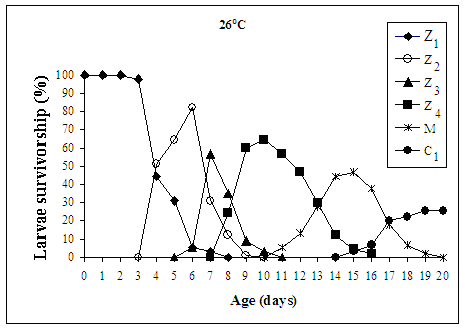 26⁰C
Z₁
Z₂
Z₃
Z₄
M
C₁
Larvae survivorship (%)
100
90
80
70
60
50
40
30
20
10
0
0 1 2 3 4 5 6 7 8 9 10 11 12 13 14 15 16 17 18 19 20
Age (days)